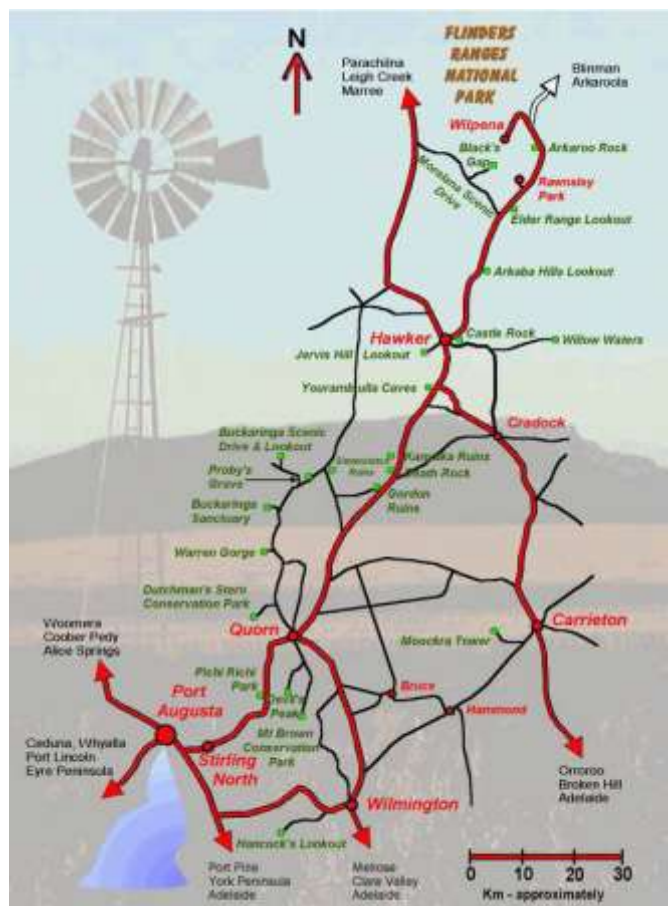 FLINDERS
RANGES
NATIONAL
PARK
N
Parachilna
Leigh Creek
Marree
Blinman
Arkaroola
Wilpena
Black's
Gap
Arkaroo Rock
Moralana Scenic
Drive
Rawnsley
Park
Elder Range Lookout
Arkaba Hills Lookout
Hawker
Castle Rock
Willow Waters
Jarvis Hill Lookout
Yourambulla Caves
Cradock
Buckaringa Scenic
Drive & Lookout
Kanyaka Ruins
Ruins
Death Rock
Proby's
Grave
Gordon
Ruins
Buckaringa
Sanctuary
Warren Gorge
Dutchman's Stern
Conservation Park
Woomera
Coober Pedy
Alice Springs
Quorn
Carrieton
Moockra Tower
Pichi Richi
Park
Devil's
Peak
Bruce
Hammond
Port
Augusta
Mt Brown
Conservation
Park
Caduna, Whyalla
Port Lincoln
Eyre Peninsula
Stirling
North
Wilmington
Orroroo
Broken Hill
Adelaide
Hancock's Lookout
Port Pirie
York Peninsula
Adelaide
Melrose
Clare Valley
Adelaide
0 10 20 30
Km - approximately